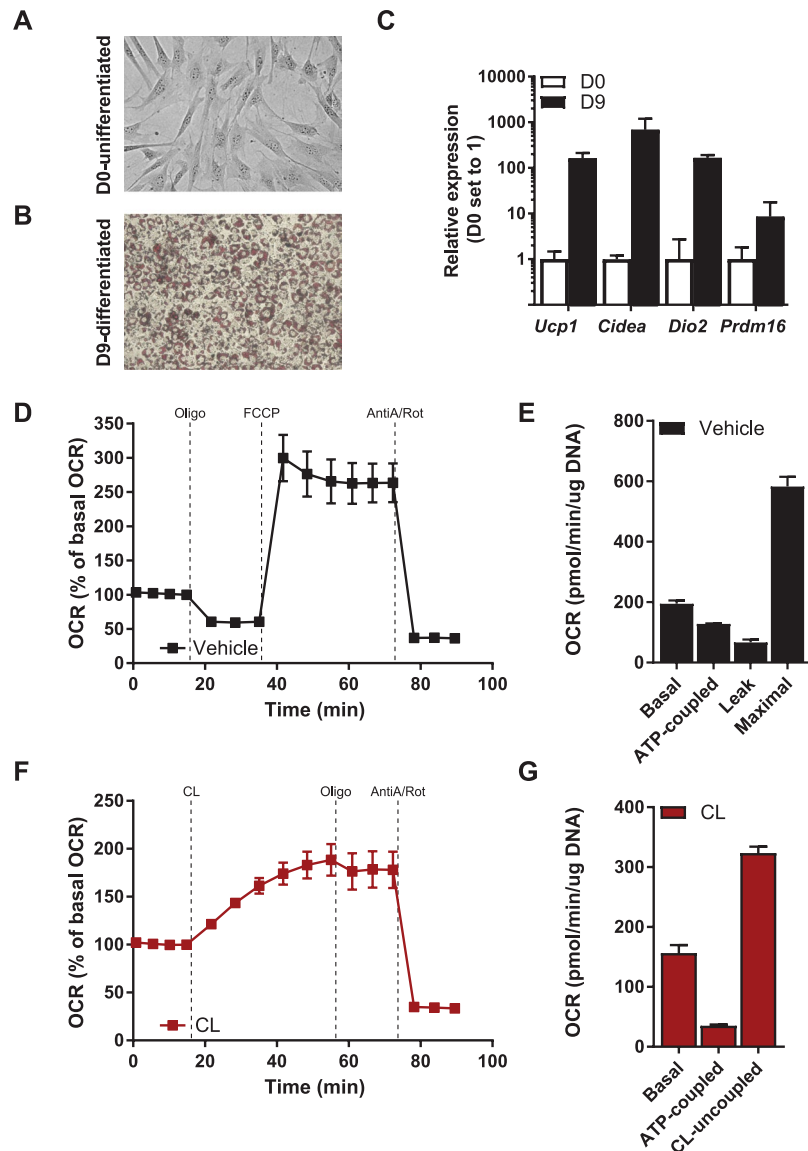 A
D0-unifferentiated
B
D9-differentiated
C
Relative expression
(D0 set to 1)
10000
1000
100
10
1
D0
D9
Ucp1 Cidea Dio2 Prdm16
D
Oligo FCCP AntiA/Rot
OCR (% of basal OCR)
350
300
250
200
150
100
50
0
Vehicle
0 20 40 60 80 100
Time (min)
E
OCR (pmol/min/ug DNA)
800
600
400
200
0
Vehicle
Basal
ATP-coupled
Leak
Maximal
F
CL Oligo AntiA/Rot
OCR (% of basal OCR)
250
200
150
100
50
0
CL
0 20 40 60 80 100
Time (min)
G
OCR (pmol/min/ug DNA)
400
300
200
100
0
CL
Basal
ATP-coupled
CL-uncoupled